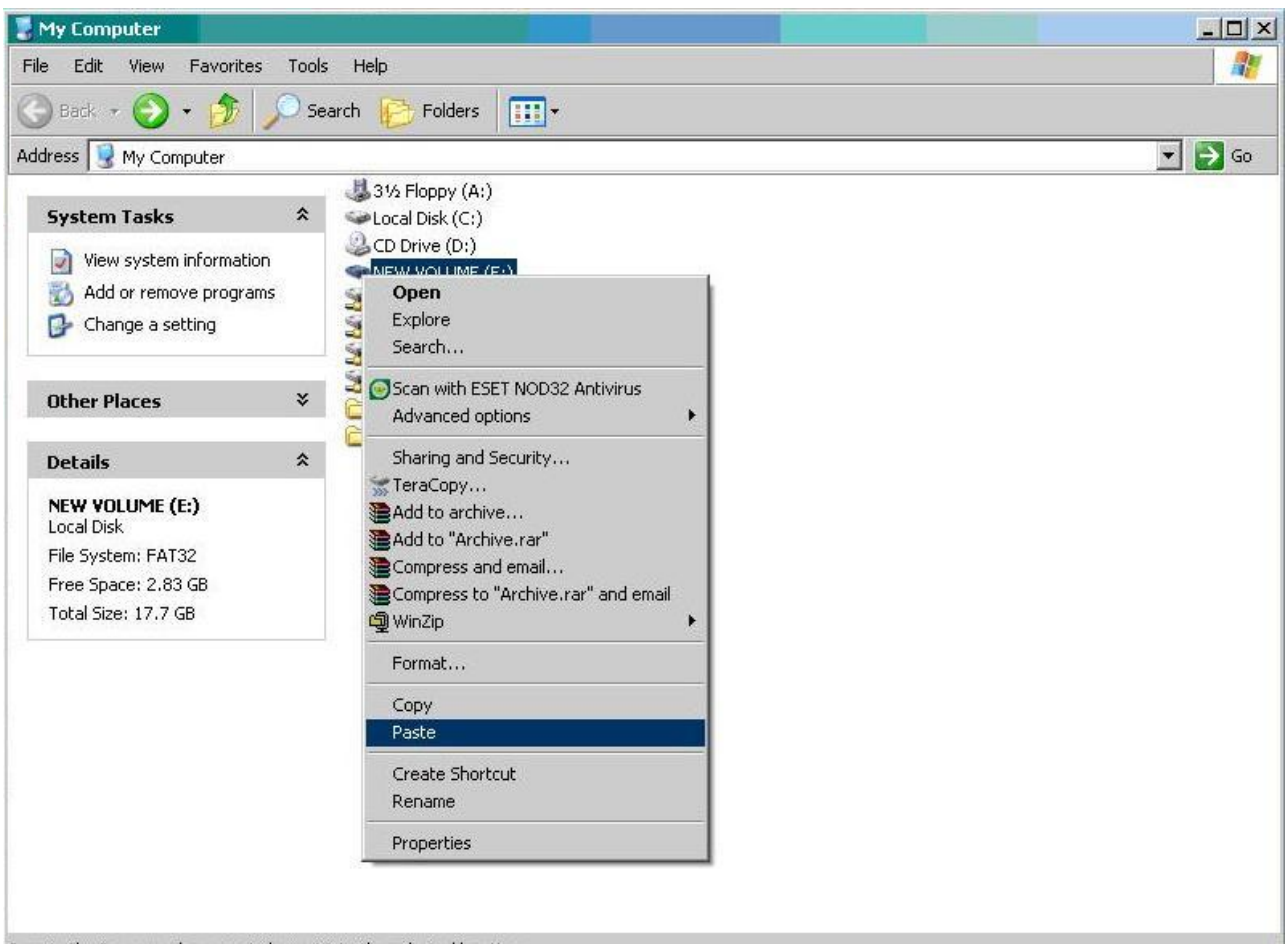 My Computer
File Edit View Favorites Tools Help
Back Search Folders
Address My Computer Go
System Tasks
View system information
Add or remove programs
Change a setting
Other Places
Details
NEW VOLUME (E:)
Local Disk
File System: FAT32
Free Space: 2.83 GB
Total Size: 17.7 GB
3½ Floppy (A:)
Local Disk (C:)
CD Drive (D:)
NEW VOLUME (E:)
Open
Explore
Search...
Scan with ESET NOD32 Antivirus
Advanced options
Sharing and Security...
TeraCopy...
Add to archive...
Add to "Archive.rar"
Compress and email...
Compress to "Archive.rar" and email
WinZip
Format...
Copy
Paste
Create Shortcut
Rename
Properties